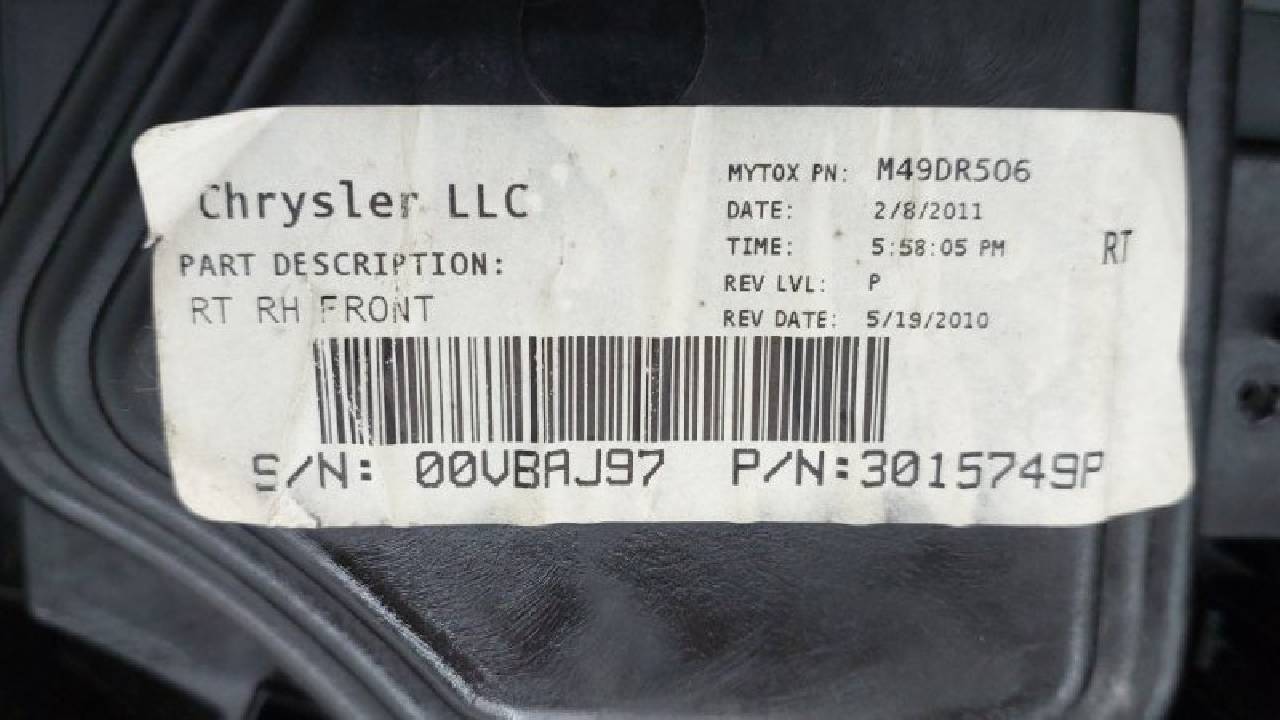 Chrysler LLC
PART DESCRIPTION:
RT RH FRONT
MYTOX PN: M49DR506
DATE: 2/8/2011
TIME: 5:58:05 PM
REV LVL: P
REV DATE: 5/19/2010
RT
S/N: 00VBAJ97 P/N:3015749P